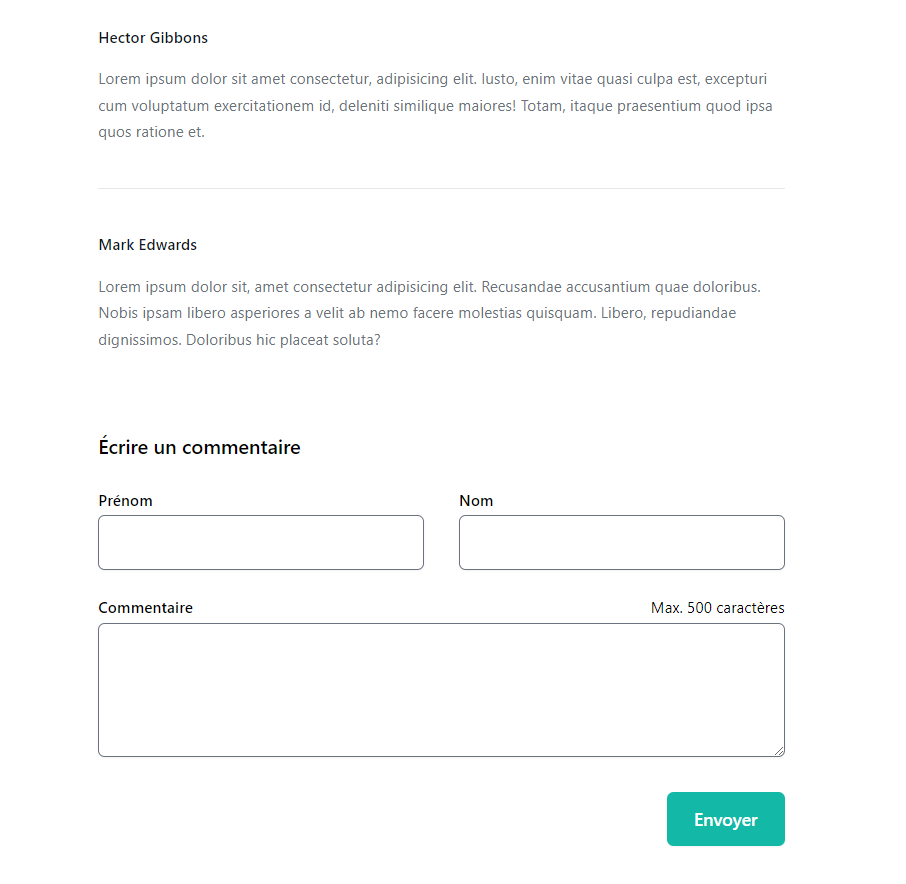 Hector Gibbons
Lorem ipsum dolor sit amet consectetur, adipisicing elit. Iusto, enim vitae quasi culpa est, excepturi
cum voluptatum exercitationem id, deleniti similique maiores! Totam, itaque praesentium quod ipsa
quos ratione et.
Mark Edwards
Lorem ipsum dolor sit, amet consectetur adipisicing elit. Recusandae accusantium quae doloribus.
Nobis ipsam libero asperiores a velit ab nemo facere molestias quisquam. Libero, repudiandae
dignissimos. Doloribus hic placeat soluta?
Écrire un commentaire
Prénom Nom
Commentaire Max. 500 caractères
Envoyer